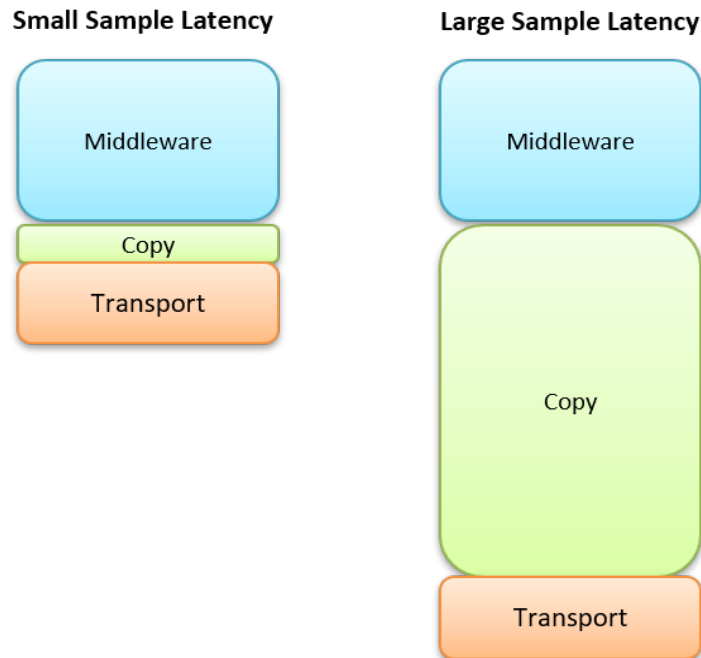 Small Sample Latency
Middleware
Copy
Transport
Large Sample Latency
Middleware
Copy
Transport